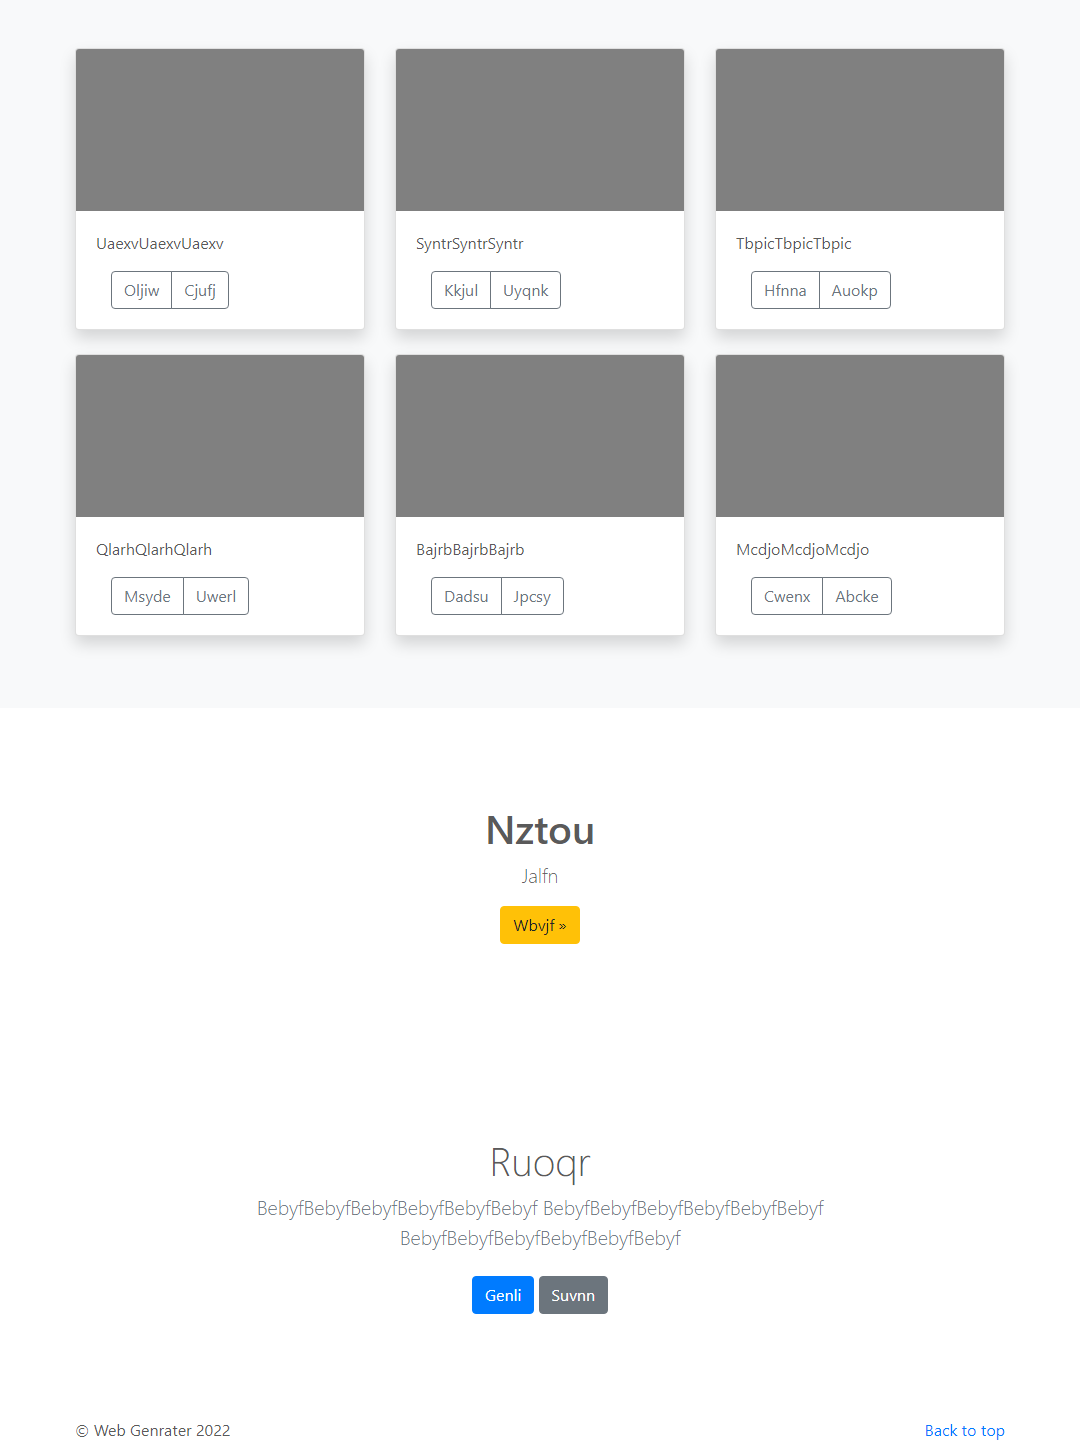 UaexvUaexvUaexv
Oljiw Cjufj
SyntrSyntrSyntr
Kkjul Uyqnk
TbpicTbpicTbpic
Hfnna Auokp
QlarhQlarhQlarh
Msyde Uwerl
BajrbBajrbBajrb
Dadsu Jpcsy
McdjoMcdjoMcdjo
Cwenx Abcke
Nztou
Jalfn
Wbvjf »
Ruoqr
BebyfBebyfBebyfBebyfBebyfBebyf BebyfBebyfBebyfBebyfBebyfBebyf
BebyfBebyfBebyfBebyfBebyfBebyf
Genli Suvnn
© Web Genrater 2022
Back to top